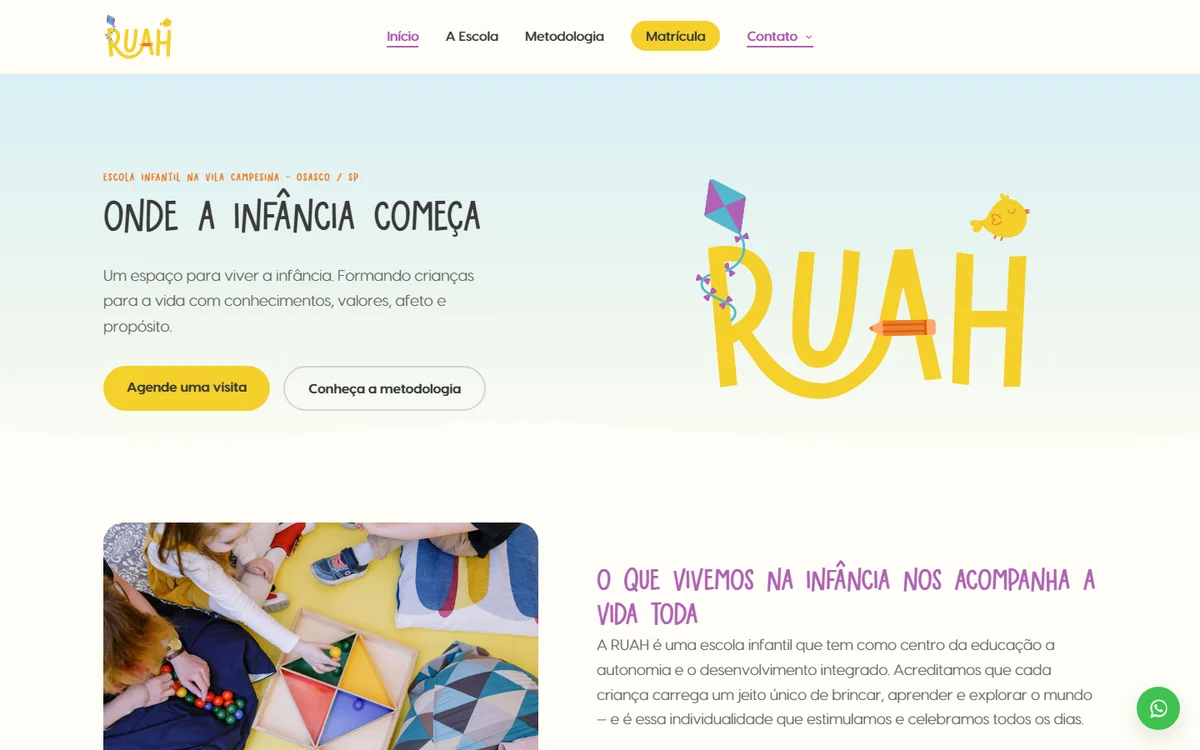 RUAH
Início
A Escola
Metodologia
Matrícula
Contato
ESCOLA INFANTIL NA VILA CAMPESINA – OSASCO / SP
ONDE A INFÂNCIA COMEÇA
Um espaço para viver a infância. Formando crianças
para a vida com conhecimentos, valores, afeto e
propósito.
Agende uma visita
Conheça a metodologia
RUAH
O QUE VIVEMOS NA INFÂNCIA NOS ACOMPANHA A
VIDA TODA
A RUAH é uma escola infantil que tem como centro da educação a
autonomia e o desenvolvimento integrado. Acreditamos que cada
criança carrega um jeito único de brincar, aprender e explorar o mundo
– e é essa individualidade que estimulamos e celebramos todos os dias.